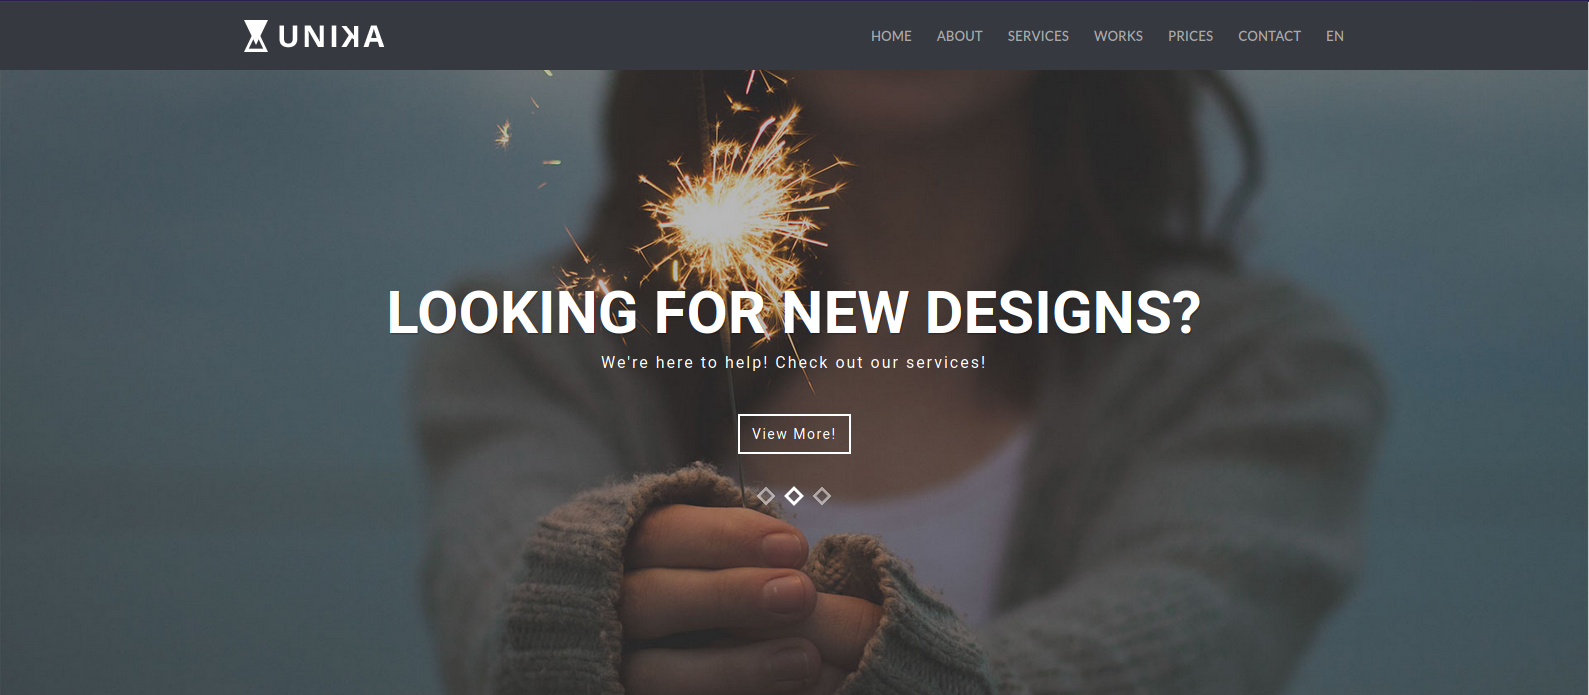 UNIKA
HOME ABOUT SERVICES WORKS PRICES CONTACT EN
LOOKING FOR NEW DESIGNS?
We're here to help! Check out our services!
View More!